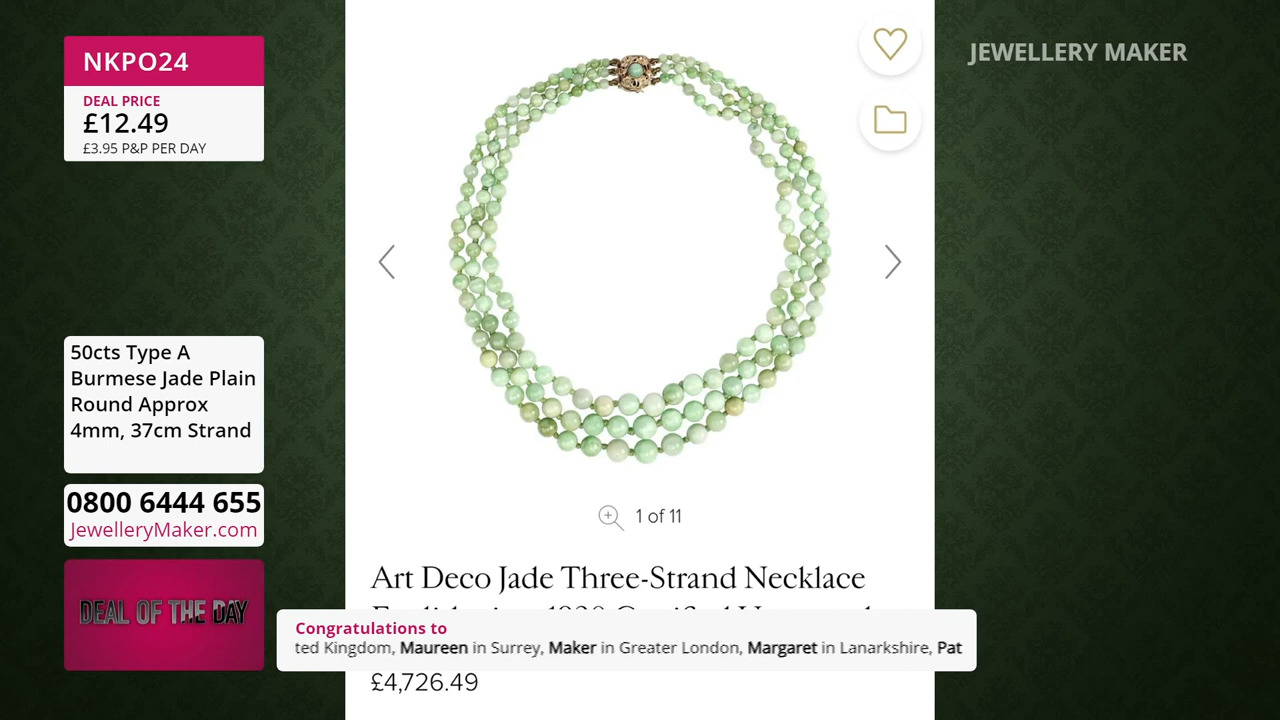 NKPO24
DEAL PRICE
£12.49
£3.95 P&P PER DAY
JEWELLERY MAKER
50cts Type A
Burmese Jade Plain
Round Approx
4mm, 37cm Strand
0800 6444 655
JewelleryMaker.com
DEAL OF THE DAY
1 of 11
Art Deco Jade Three-Strand Necklace
Congratulations to
ted Kingdom, Maureen in Surrey, Maker in Greater London, Margaret in Lanarkshire, Pat
£4,726.49